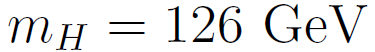 m_H = 126 GeV